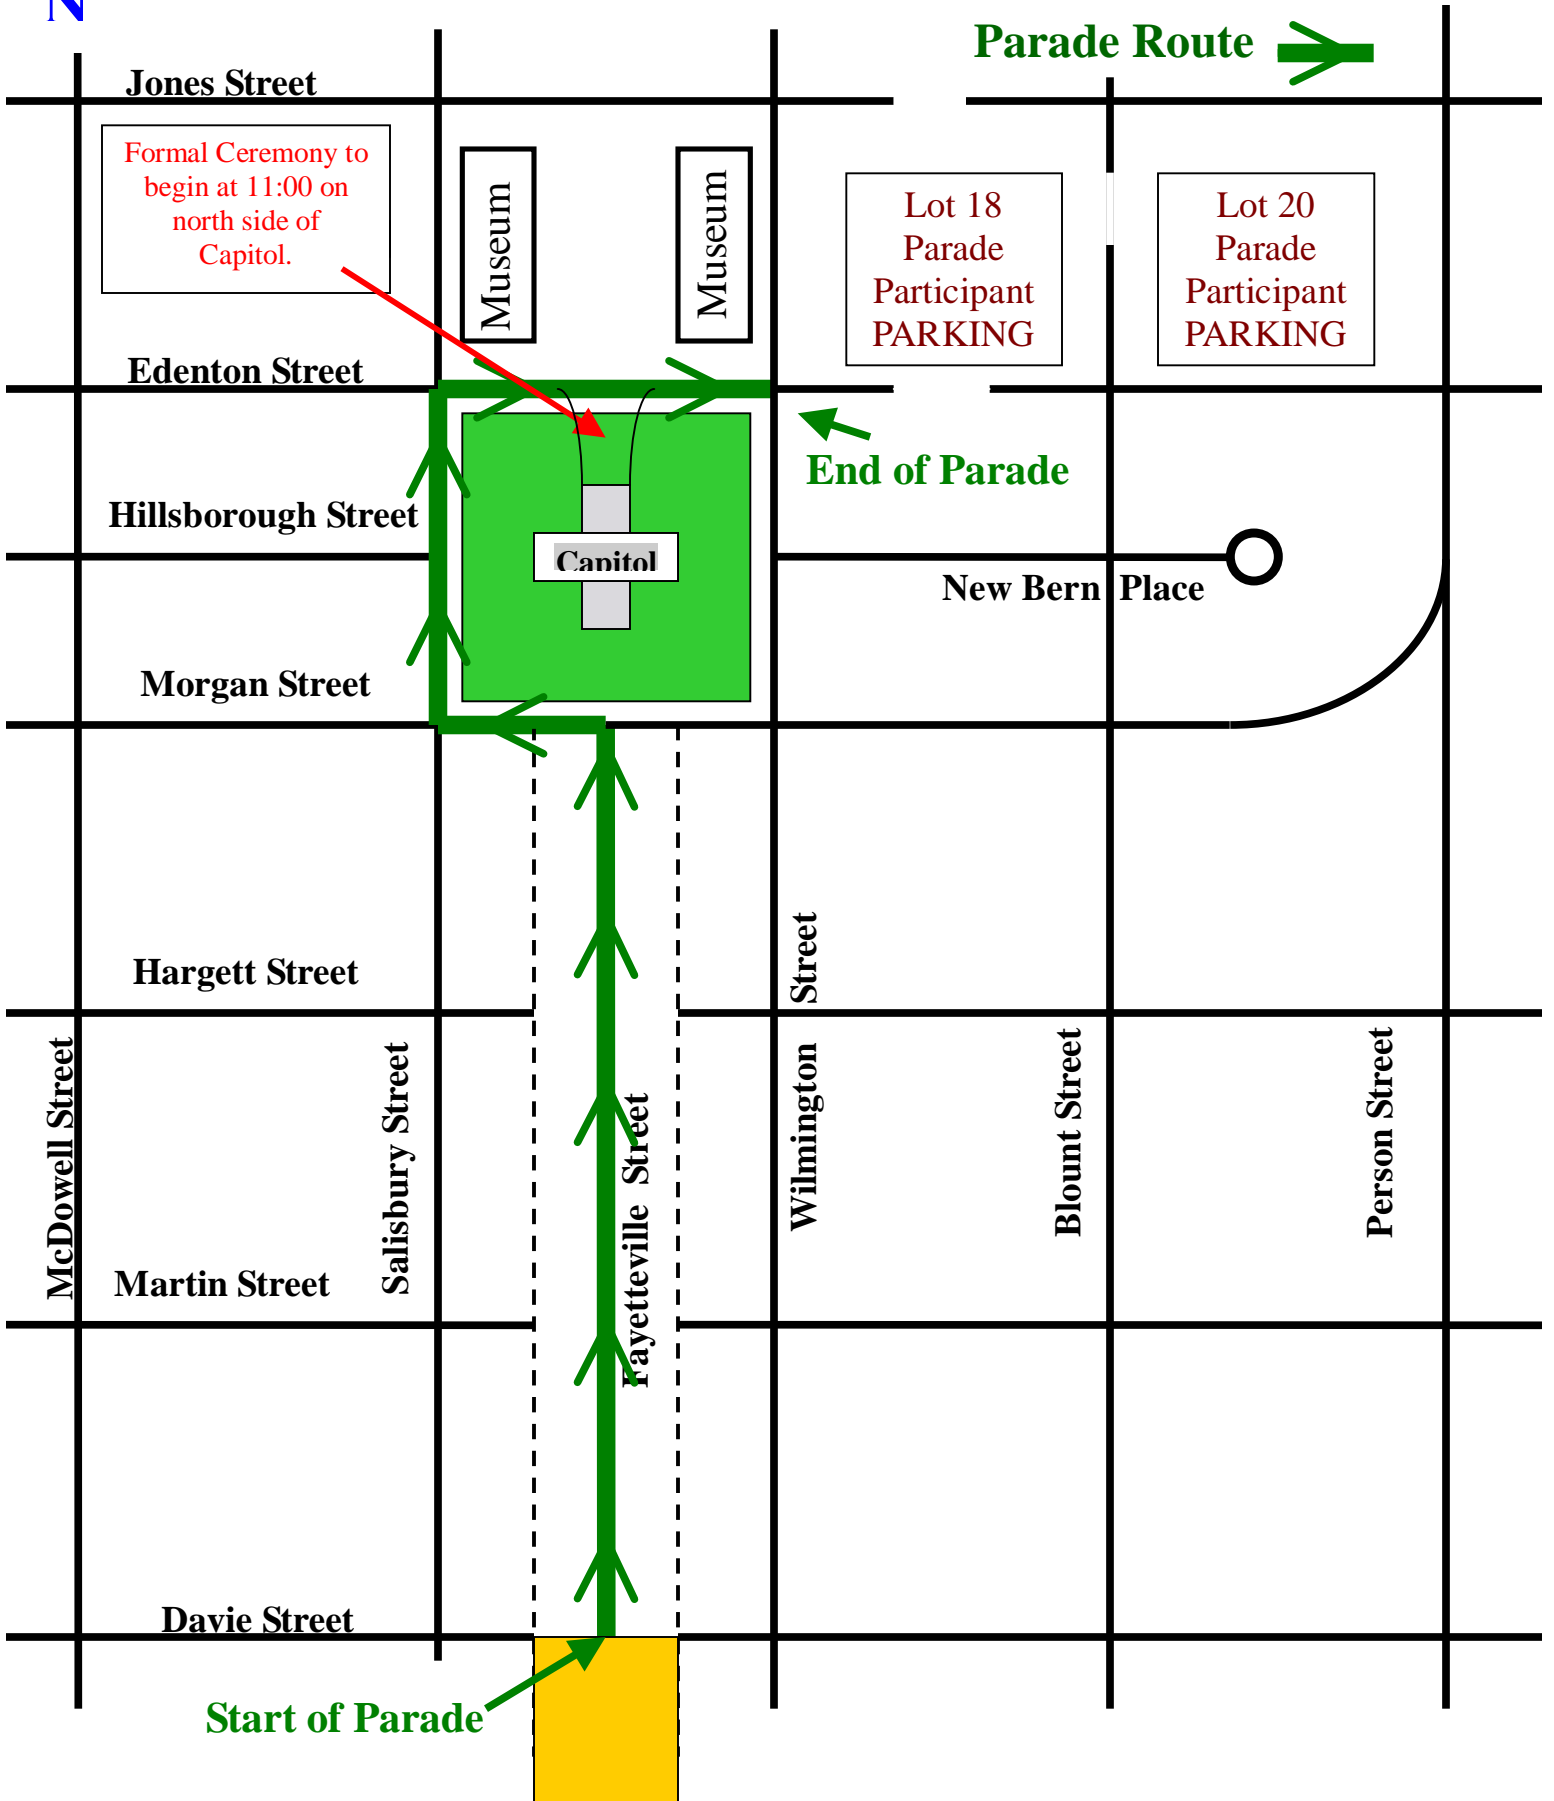 N
Parade Route
Jones Street
Formal Ceremony to
begin at 11:00 on
north side of
Capitol.
Museum
Museum
Lot 18
Parade
Participant
PARKING
Lot 20
Parade
Participant
PARKING
Edenton Street
End of Parade
Hillsborough Street
Capitol
New Bern Place
Morgan Street
Hargett Street
McDowell Street
Salisbury Street
Fayetteville Street
Wilmington Street
Blount Street
Person Street
Martin Street
Davie Street
Start of Parade